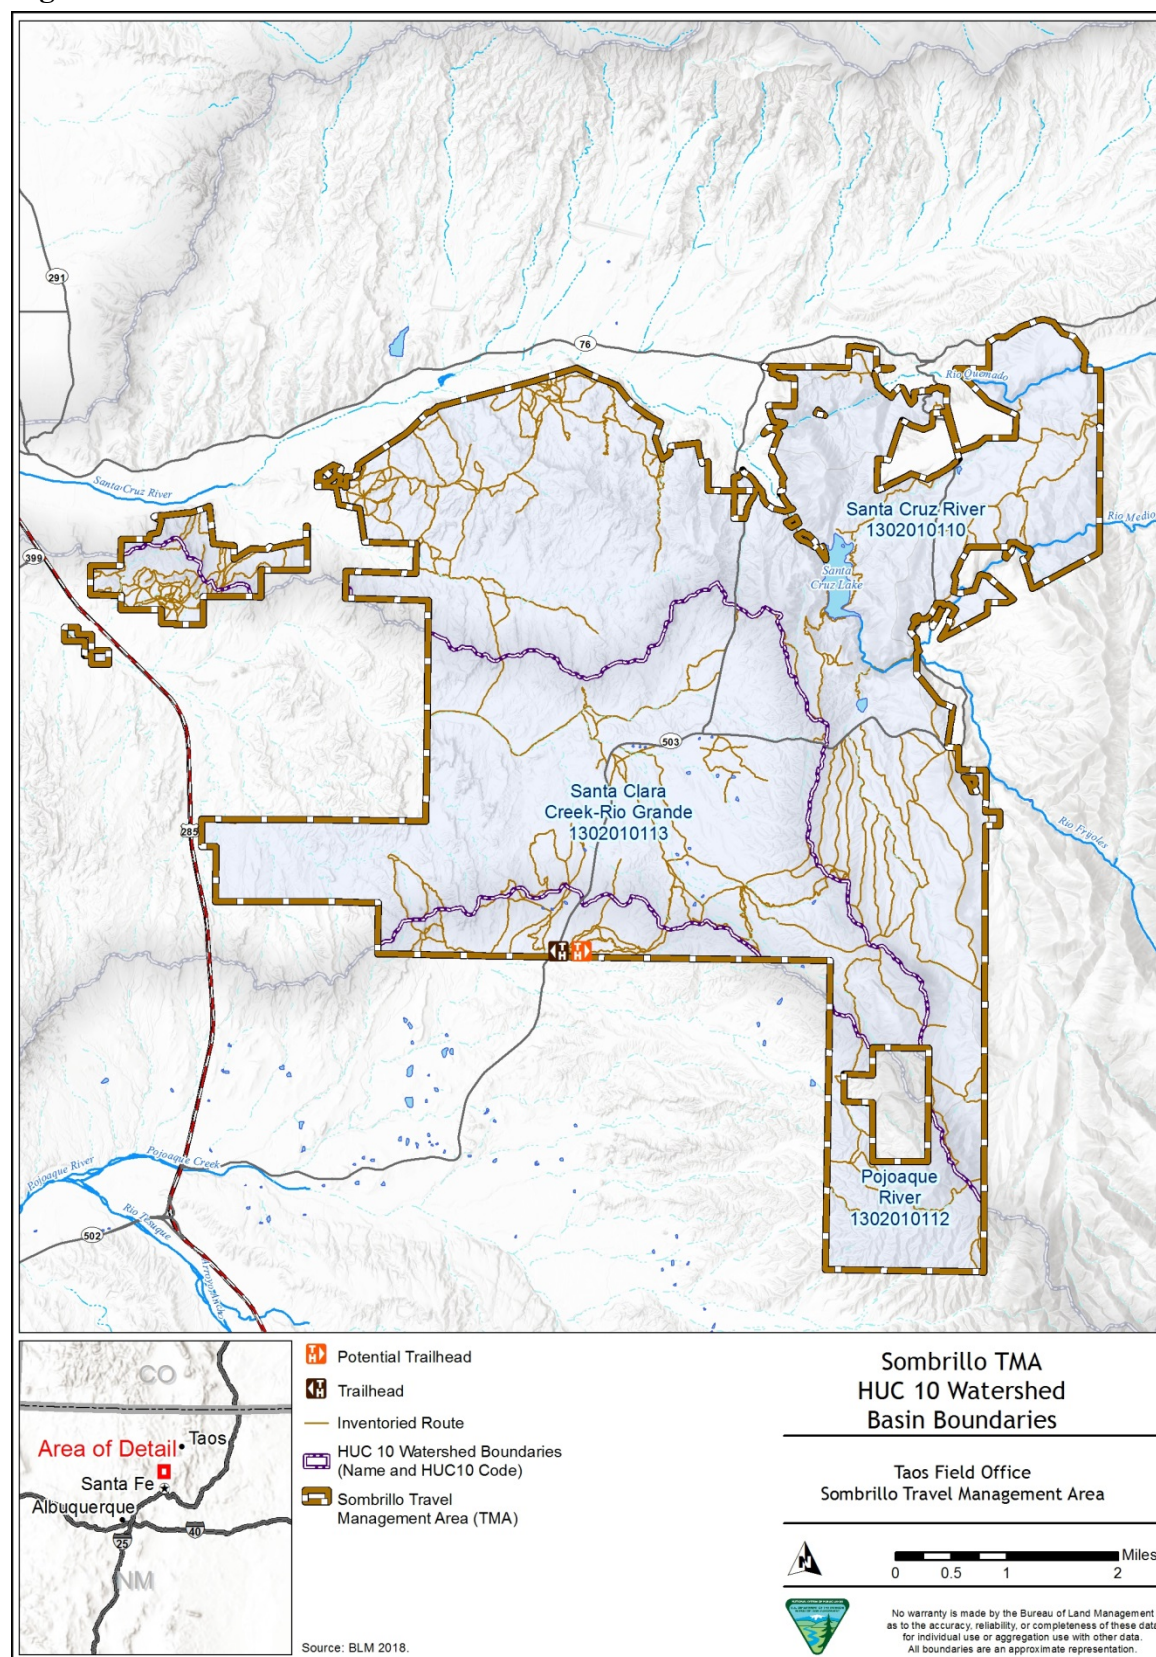 291
76
Rio Quemado
Santa Cruz River
Santa Cruz River
1302010110
Rio Medio
399
Santa
Cruz Lake
503
Santa Clara
Creek-Rio Grande
1302010113
285
Rio Frijoles
TH
TH
Pojoaque River
Pojoaque Creek
Pojoaque
River
1302010112
Rio Tesuque
502
CO
Area of Detail
Taos
Santa Fe
Albuquerque
40
25
NM
TH
Potential Trailhead
TH
Trailhead
Inventoried Route
HUC 10 Watershed Boundaries
(Name and HUC10 Code)
Sombrillo Travel
Management Area (TMA)
Source: BLM 2018.
Sombrillo TMA
HUC 10 Watershed
Basin Boundaries
Taos Field Office
Sombrillo Travel Management Area
N
Miles
0 0.5 1 2
No warranty is made by the Bureau of Land Management
as to the accuracy, reliability, or completeness of these data
for individual use or aggregation use with other data.
All boundaries are an approximate representation.